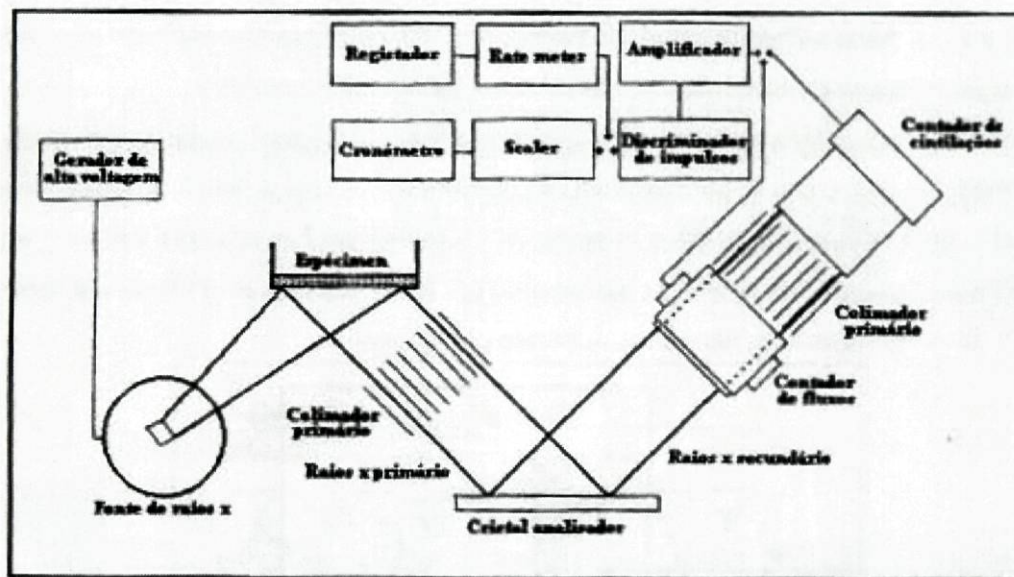 Registador
Rate meter
Amplificador
Cronómetro
Scaler
Discriminador
de impulsos
Contador de
cintilações
Gerador de
alta voltagem
Espécimen
Colimador
primário
Colimador
primário
Contador
de fluxos
Raios x primário
Raios x secundário
Fonte de raios x
Cristal analisador